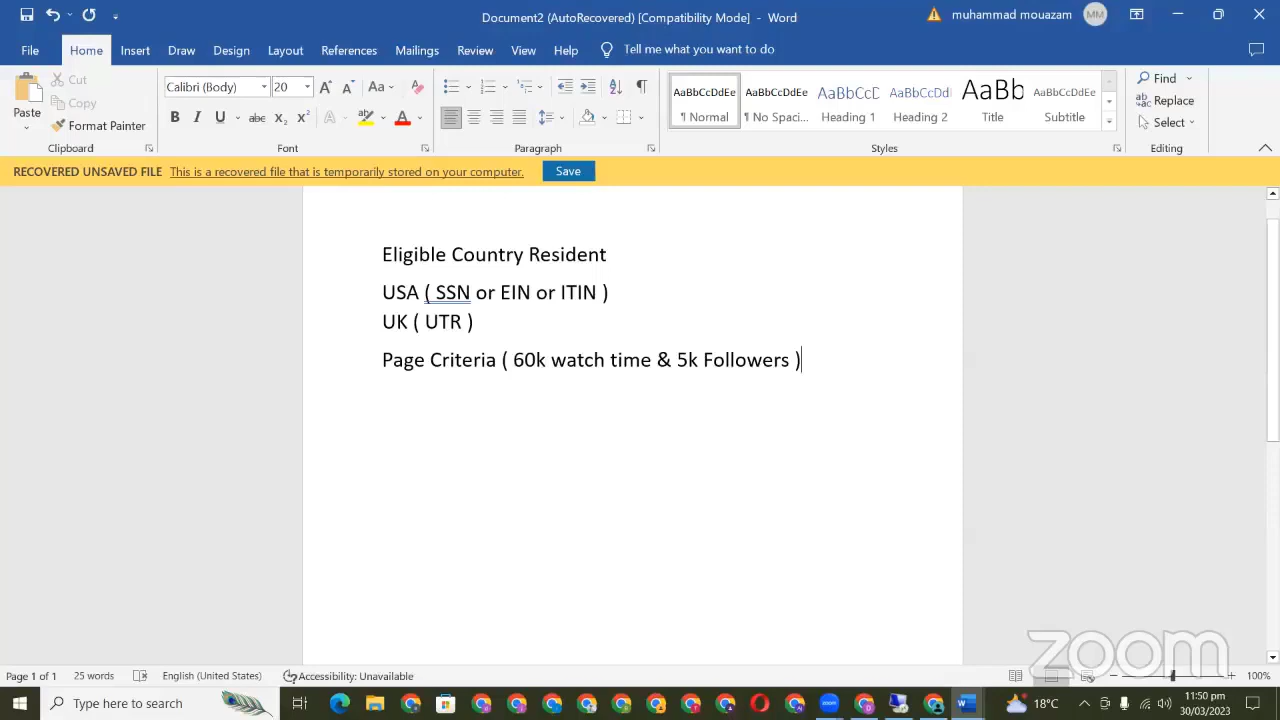 Document2 (AutoRecovered) [Compatibility Mode] - Word
muhammad mouazam
MM
File Home Insert Draw Design Layout References Mailings Review View Help Tell me what you want to do
Paste
Cut
Copy
Format Painter
Clipboard
Calibri (Body) 20
Font
Paragraph
AaBbCcDdEe
¶ Normal
AaBbCcDdEe
¶ No Spaci...
AaBbCcD
Heading 1
AaBbCcDd
Heading 2
AaBb
Title
AaBbCcDdEe
Subtitle
Styles
Find
Replace
Select
Editing
RECOVERED UNSAVED FILE This is a recovered file that is temporarily stored on your computer. Save
Eligible Country Resident
USA ( SSN or EIN or ITIN )
UK ( UTR )
Page Criteria ( 60k watch time & 5k Followers )
zoom
Page 1 of 1 25 words English (United States) Accessibility: Unavailable 100%
Type here to search
18°C
11:50 pm
30/03/2023